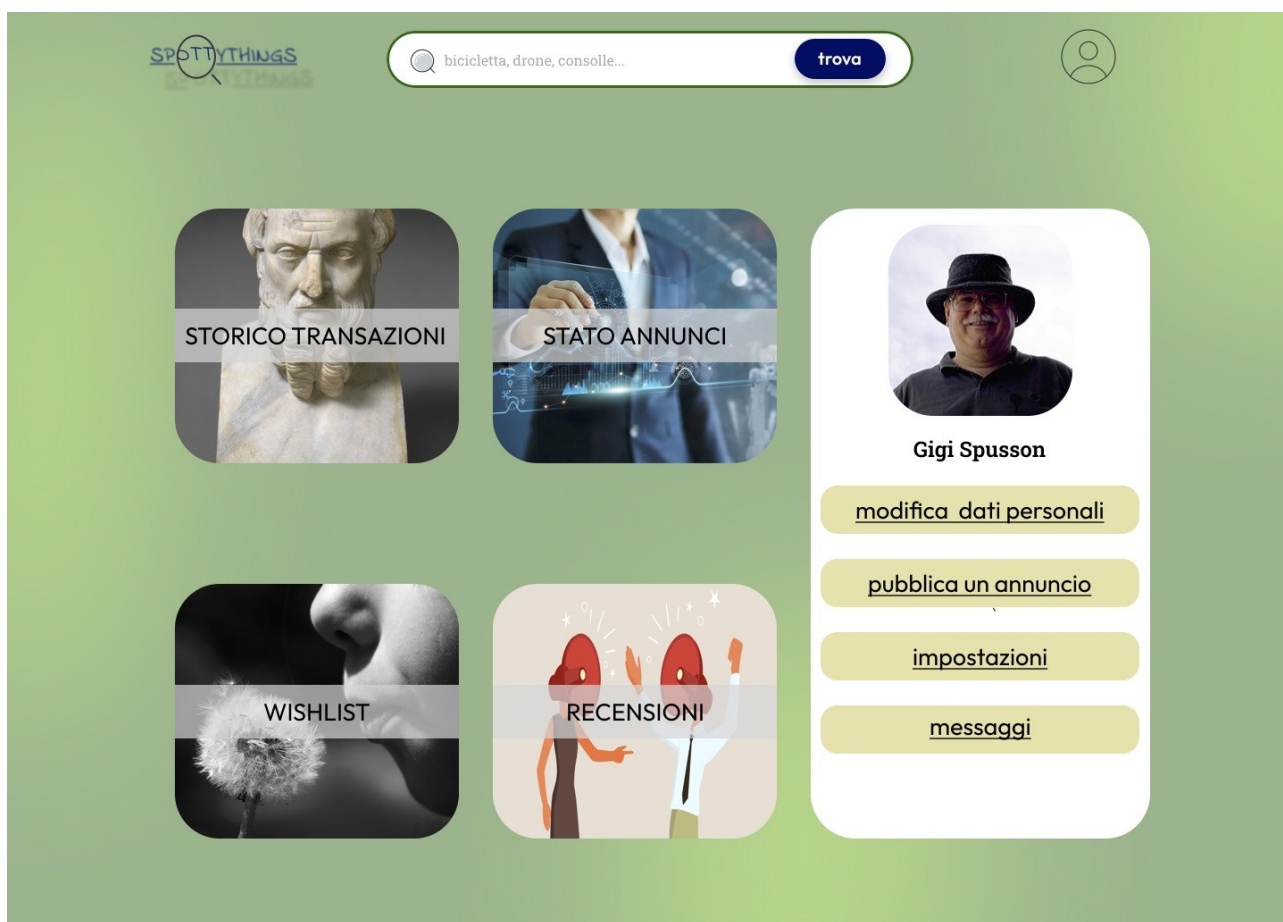 SPOTTYTHINGS
SPOTTYTHINGS
bicicletta, drone, consolle...
trova
STORICO TRANSAZIONI
STATO ANNUNCI
WISHLIST
RECENSIONI
Gigi Spusson
modifica dati personali
pubblica un annuncio
impostazioni
messaggi